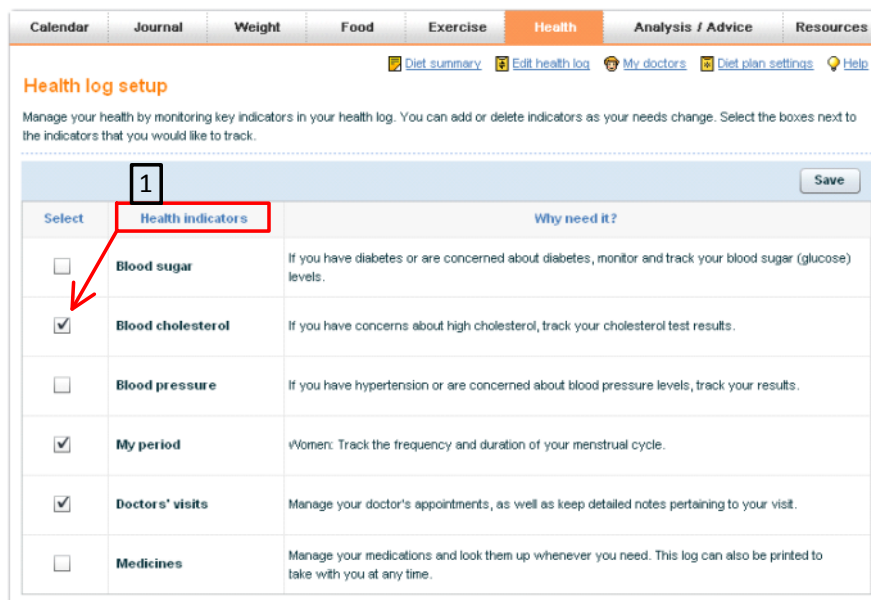 Calendar Journal Weight Food Exercise Health Analysis / Advice Resources
Diet summary Edit health log My doctors Diet plan settings Help
Health log setup
Manage your health by monitoring key indicators in your health log. You can add or delete indicators as your needs change. Select the boxes next to
the indicators that you would like to track.
1
Save
Select Health indicators Why need it?
Blood sugar If you have diabetes or are concerned about diabetes, monitor and track your blood sugar (glucose)
levels.
Blood cholesterol If you have concerns about high cholesterol, track your cholesterol test results.
Blood pressure If you have hypertension or are concerned about blood pressure levels, track your results.
My period Women: Track the frequency and duration of your menstrual cycle.
Doctors' visits Manage your doctor's appointments, as well as keep detailed notes pertaining to your visit.
Medicines Manage your medications and look them up whenever you need. This log can also be printed to
take with you at any time.